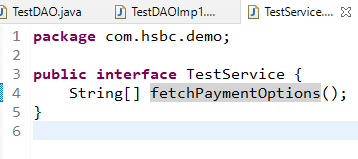 TestDAO.java
TestDAOImp1....
TestService....
1 package com.hsbc.demo;
2
3 public interface TestService {
4 String[] fetchPaymentOptions();
5 }
6